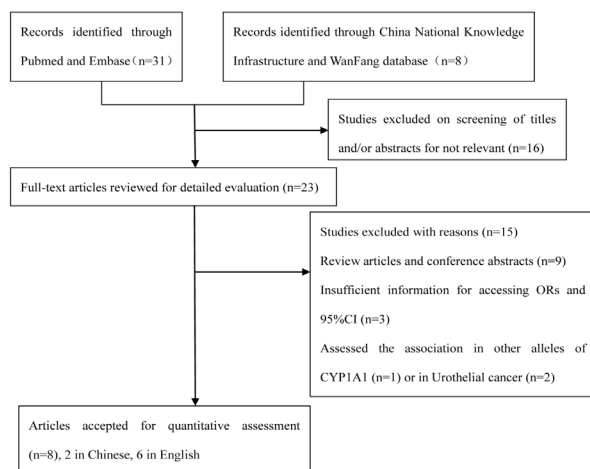 Records identified through
Pubmed and Embase（n=31）
Records identified through China National Knowledge
Infrastructure and WanFang database（n=8）
Studies excluded on screening of titles
and/or abstracts for not relevant (n=16)
Full-text articles reviewed for detailed evaluation (n=23)
Studies excluded with reasons (n=15)
Review articles and conference abstracts (n=9)
Insufficient information for accessing ORs and
95%CI (n=3)
Assessed the association in other alleles of
CYP1A1 (n=1) or in Urothelial cancer (n=2)
Articles accepted for quantitative assessment
(n=8), 2 in Chinese, 6 in English